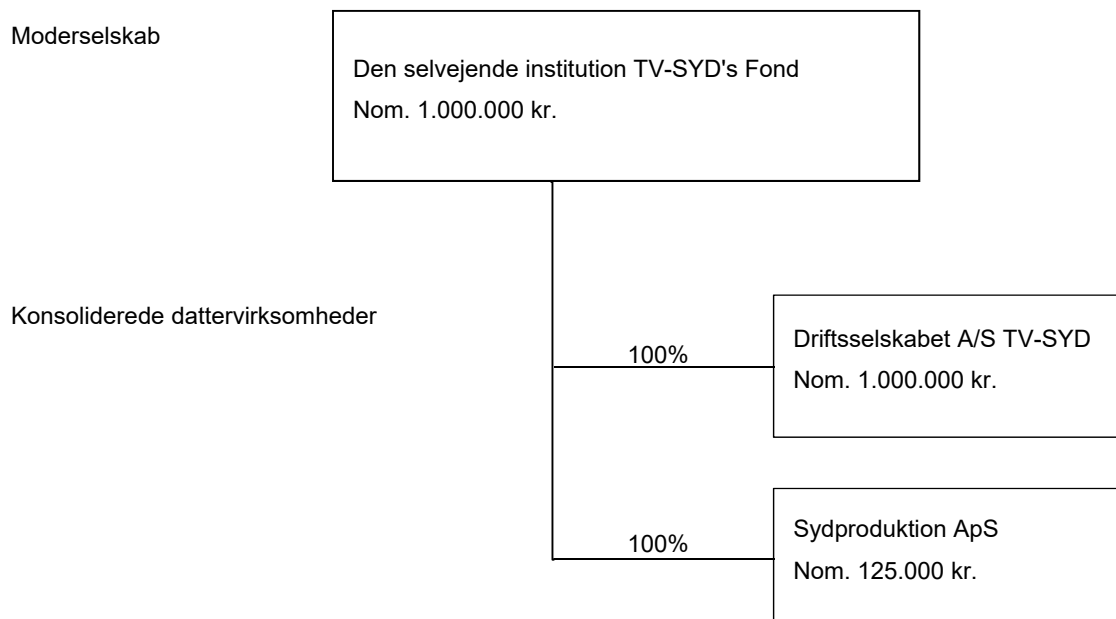 Moderselskab
Den selvejende institution TV-SYD's Fond
Nom. 1.000.000 kr.
Konsoliderede dattervirksomheder
100%
Driftsselskabet A/S TV-SYD
Nom. 1.000.000 kr.
100%
Sydproduktion ApS
Nom. 125.000 kr.